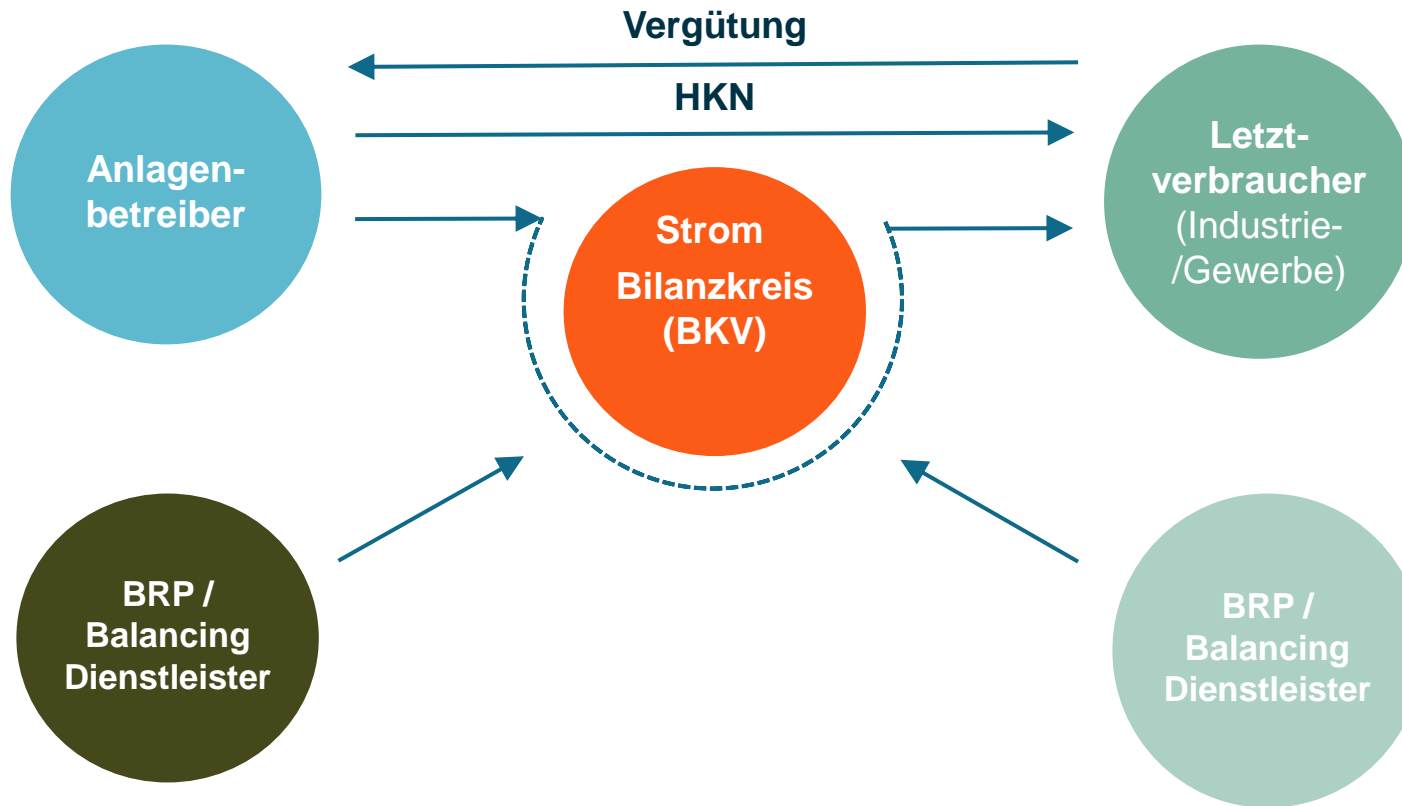 Vergütung
HKN
Anlagen-
betreiber
Strom
Bilanzkreis
(BKV)
Letzt-
verbraucher
(Industrie-
/Gewerbe)
BRP /
Balancing
Dienstleister
BRP /
Balancing
Dienstleister